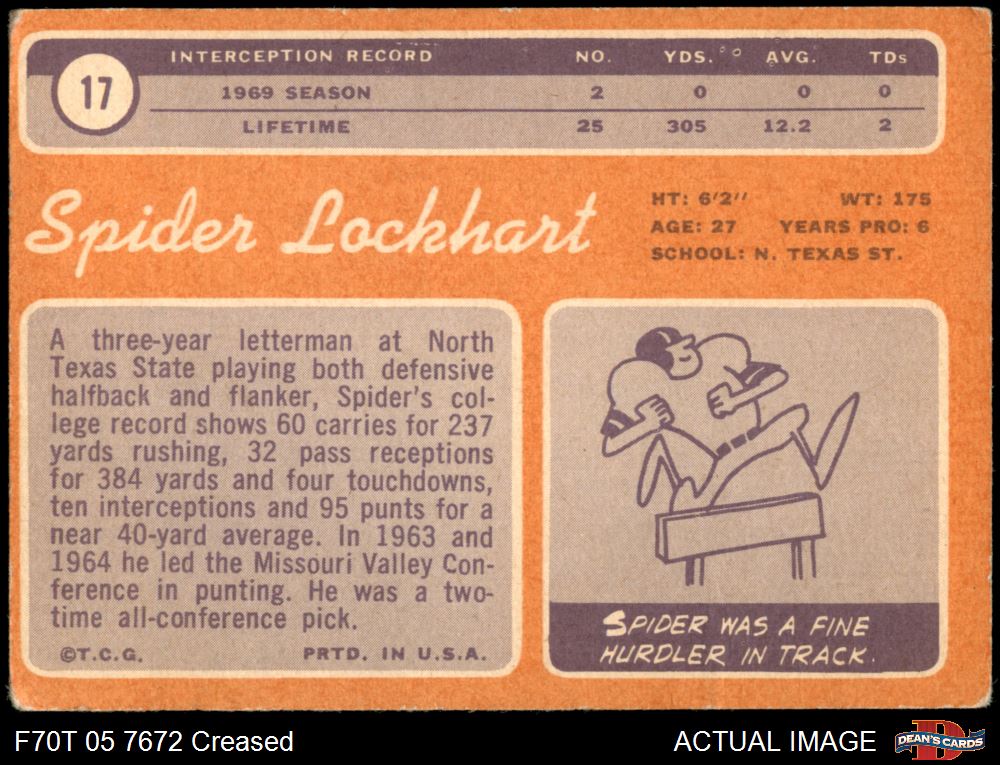 17
INTERCEPTION RECORD NO. YDS. AVG. TDs
1969 SEASON 2 0 0 0
LIFETIME 25 305 12.2 2
Spider Lockhart
HT: 6'2" WT: 175
AGE: 27 YEARS PRO: 6
SCHOOL: N. TEXAS ST.
A three-year letterman at North
Texas State playing both defensive
halfback and flanker, Spider's col-
lege record shows 60 carries for 237
yards rushing, 32 pass receptions
for 384 yards and four touchdowns,
ten interceptions and 95 punts for a
near 40-yard average. In 1963 and
1964 he led the Missouri Valley Con-
ference in punting. He was a two-
time all-conference pick.
©T.C.G. PRTD. IN U.S.A.
SPIDER WAS A FINE
HURDLER IN TRACK.
F70T 05 7672 Creased
ACTUAL IMAGE
D
DEAN'S CARDS